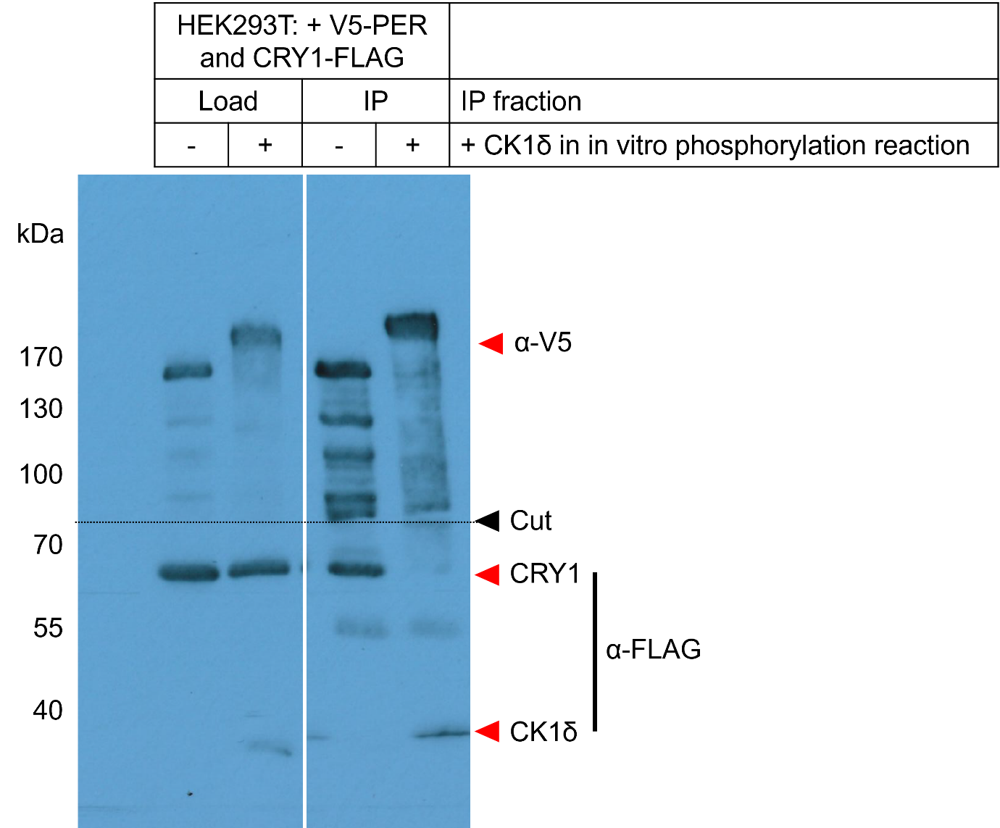 HEK293T: + V5-PER
and CRY1-FLAG
Load
IP
IP fraction
-
+
-
+
+ CK1δ in in vitro phosphorylation reaction
kDa
170
130
100
70
55
40
α-V5
Cut
CRY1
α-FLAG
CK1δ